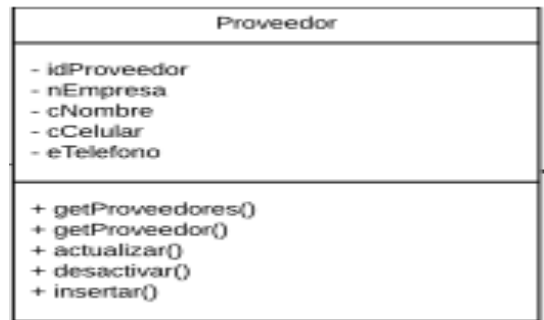 Proveedor
- idProveedor
- nEmpresa
- cNombre
- cCelular
- eTelefono
+ getProveedores()
+ getProveedor()
+ actualizar()
+ desactivar()
+ insertar()